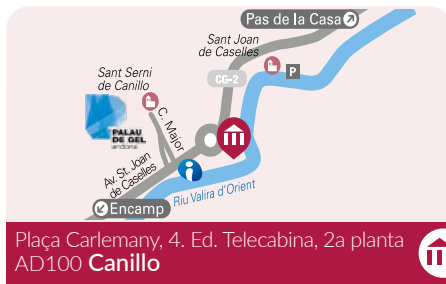 Pas de la Casa
Sant Joan
de Caselles
Sant Serni
de Canillo
CG-2
P
C. Major
PALAU
DE GEL
andorra
Av. St. Joan
de Caselles
i
Riu Valira d'Orient
Encamp
Plaça Carlemany, 4. Ed. Telecabina, 2a planta
AD100 Canillo